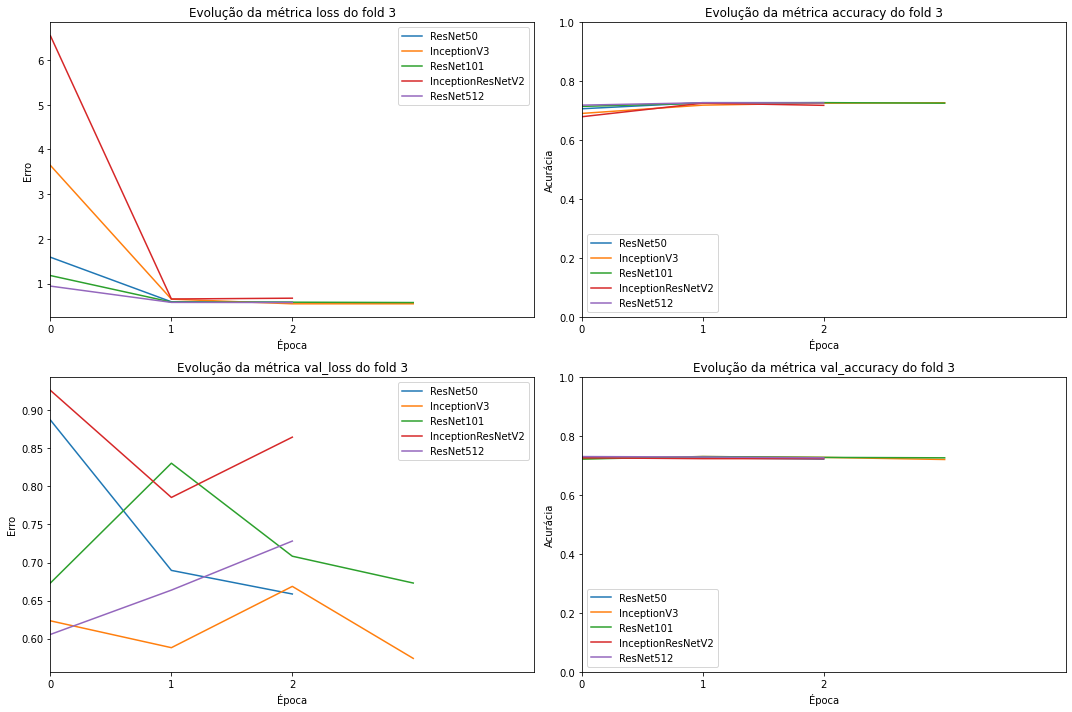 Evolução da métrica loss do fold 3
Erro
6
5
4
3
2
1
0
1
2
Época
ResNet50
InceptionV3
ResNet101
InceptionResNetV2
ResNet512
Evolução da métrica accuracy do fold 3
Acurácia
1.0
0.8
0.6
0.4
0.2
0.0
0
1
2
Época
ResNet50
InceptionV3
ResNet101
InceptionResNetV2
ResNet512
Evolução da métrica val_loss do fold 3
Erro
0.90
0.85
0.80
0.75
0.70
0.65
0.60
0
1
2
Época
ResNet50
InceptionV3
ResNet101
InceptionResNetV2
ResNet512
Evolução da métrica val_accuracy do fold 3
Acurácia
1.0
0.8
0.6
0.4
0.2
0.0
0
1
2
Época
ResNet50
InceptionV3
ResNet101
InceptionResNetV2
ResNet512